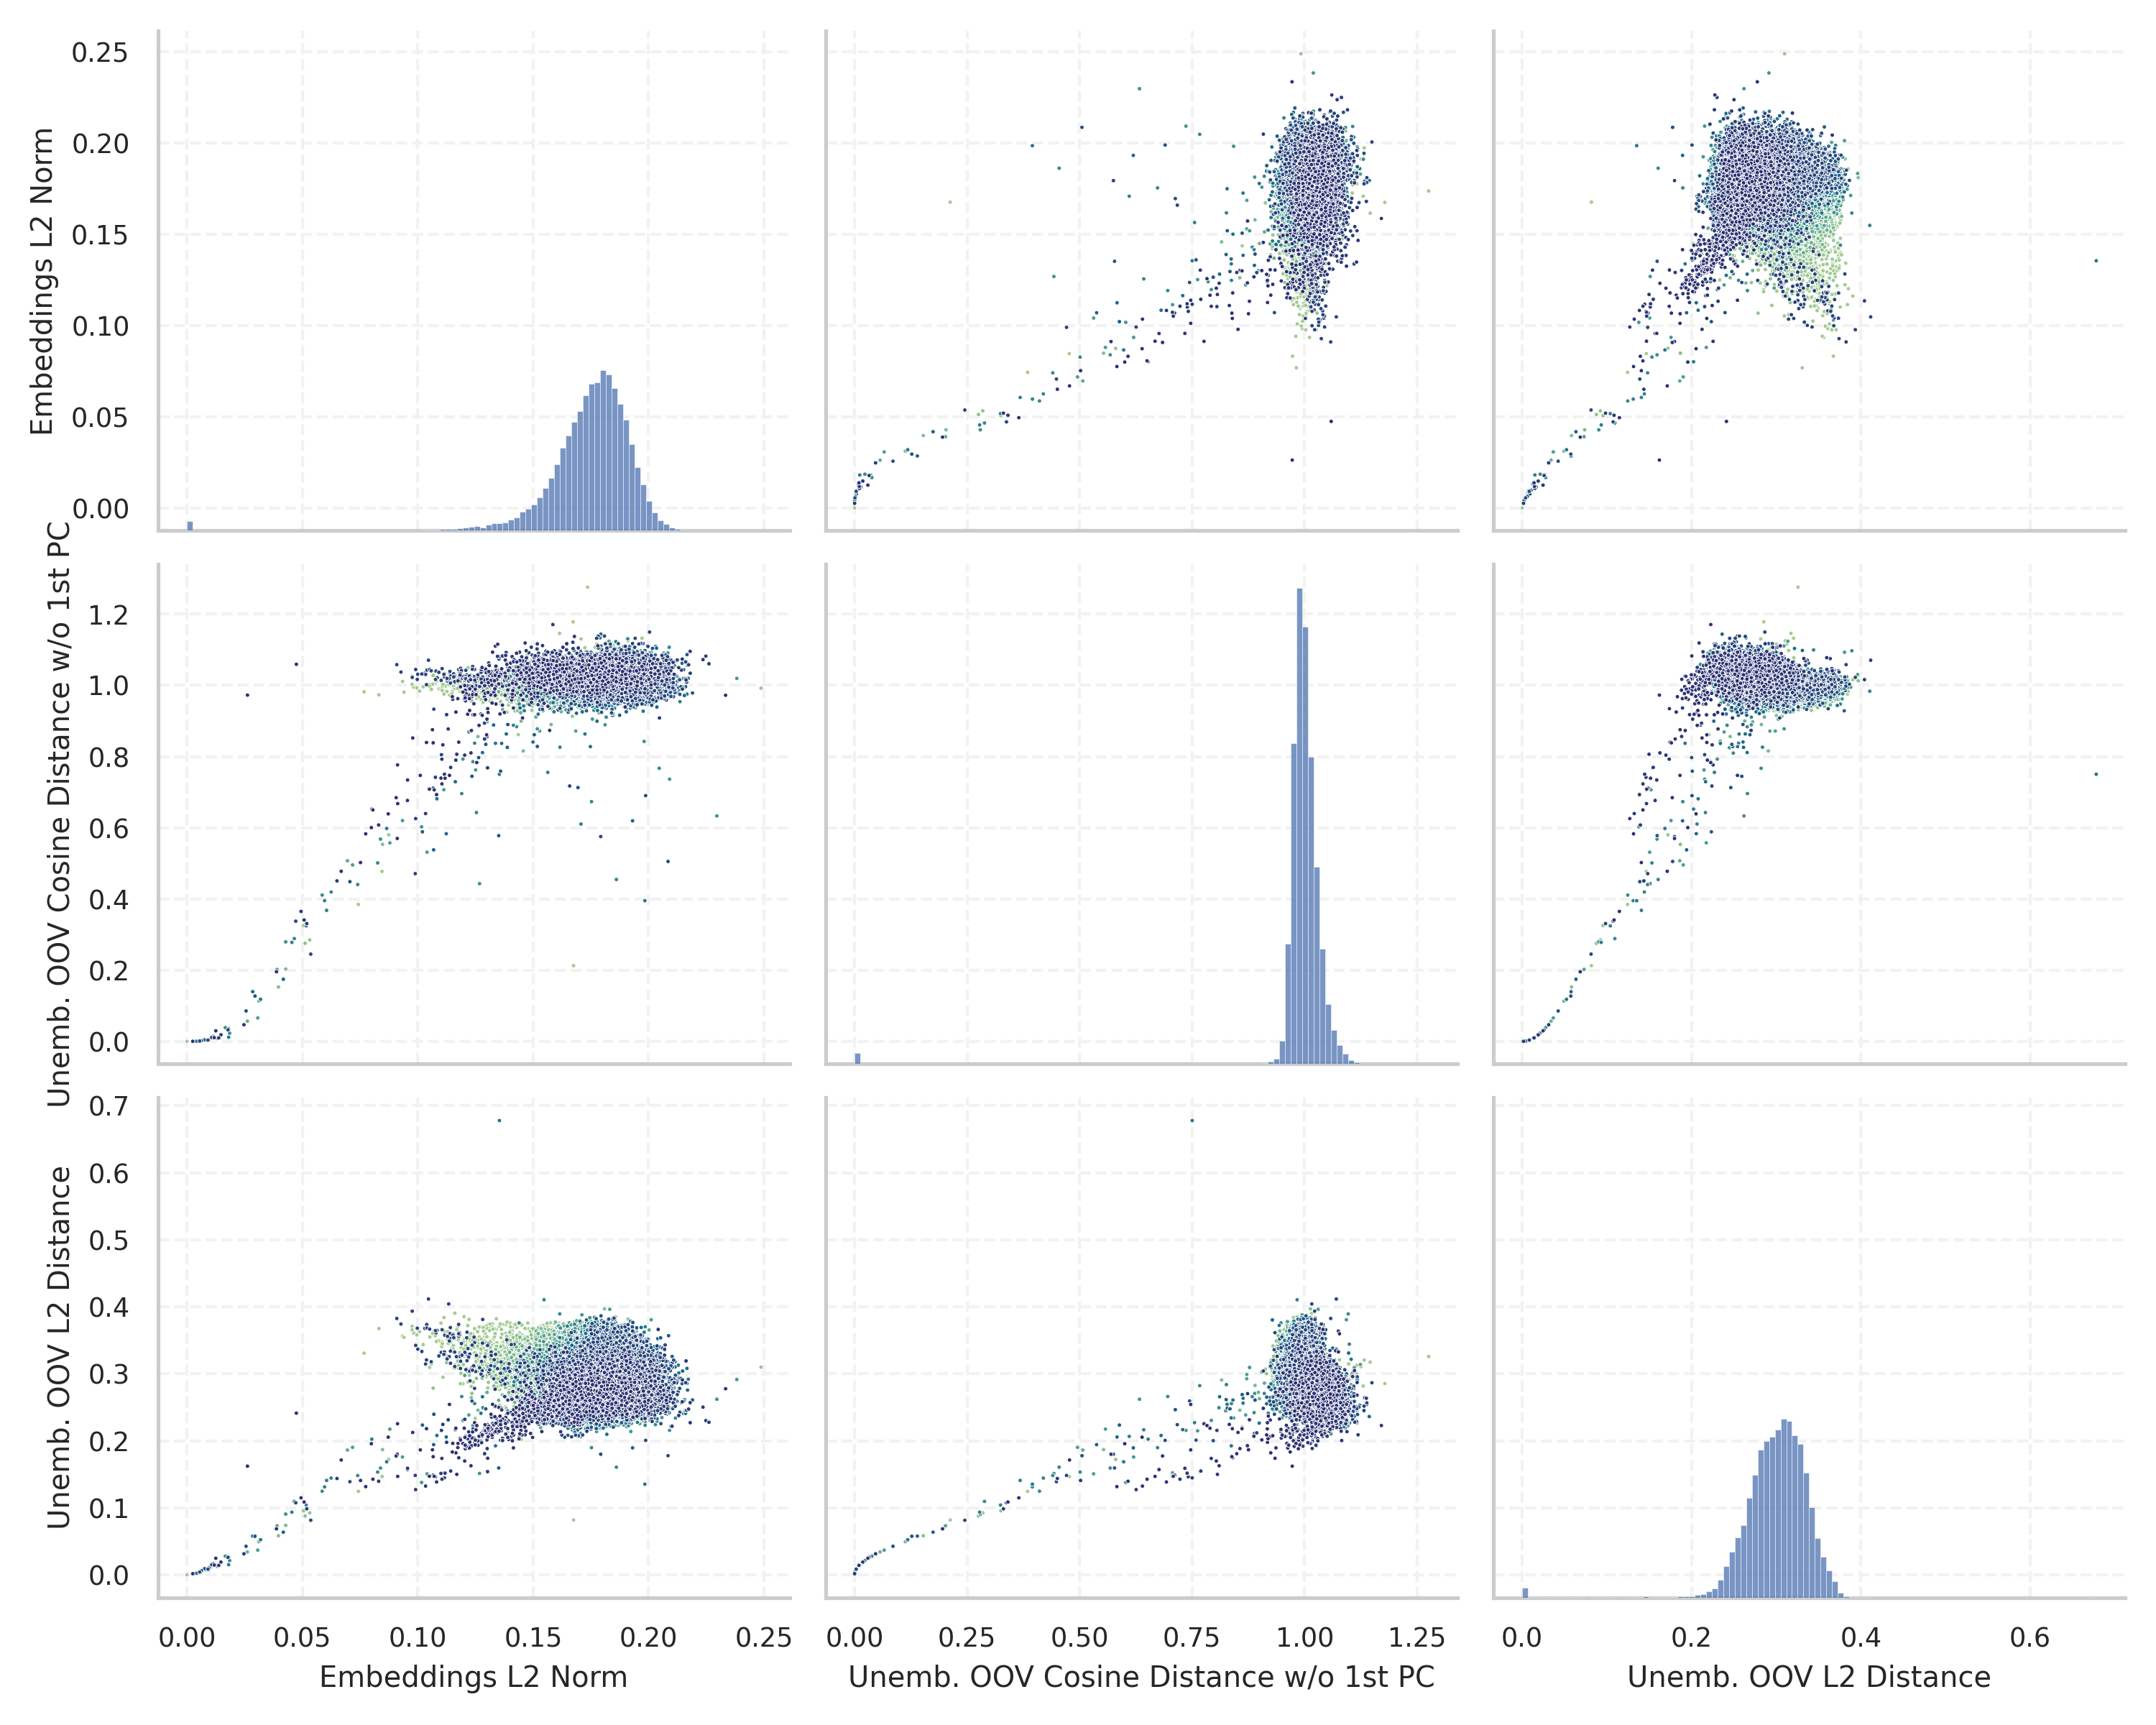 Embeddings L2 Norm
0.25
0.20
0.15
0.10
0.05
0.00
Unemb. OOV Cosine Distance w/o 1st PC
1.2
1.0
0.8
0.6
0.4
0.2
0.0
Unemb. OOV L2 Distance
0.7
0.6
0.5
0.4
0.3
0.2
0.1
0.0
0.00 0.05 0.10 0.15 0.20 0.25
Embeddings L2 Norm
0.00 0.25 0.50 0.75 1.00 1.25
Unemb. OOV Cosine Distance w/o 1st PC
0.0 0.2 0.4 0.6
Unemb. OOV L2 Distance